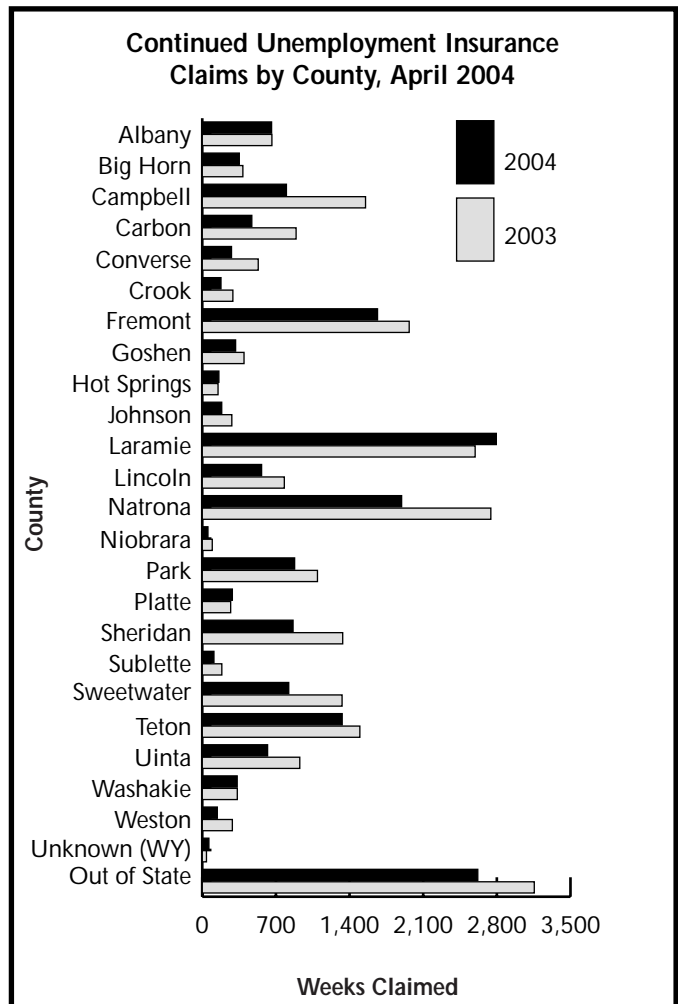 Continued Unemployment Insurance
Claims by County, April 2004
2004
2003
County
Albany
Big Horn
Campbell
Carbon
Converse
Crook
Fremont
Goshen
Hot Springs
Johnson
Laramie
Lincoln
Natrona
Niobrara
Park
Platte
Sheridan
Sublette
Sweetwater
Teton
Uinta
Washakie
Weston
Unknown (WY)
Out of State
0 700 1,400 2,100 2,800 3,500
Weeks Claimed